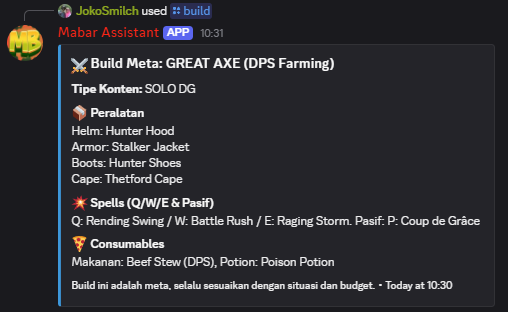 JokoSmilch used build
Mabar Assistant APP 10:31
MB
Build Meta: GREAT AXE (DPS Farming)
Tipe Konten: SOLO DG
Peralatan
Helm: Hunter Hood
Armor: Stalker Jacket
Boots: Hunter Shoes
Cape: Thetford Cape
Spells (Q/W/E & Pasif)
Q: Rending Swing / W: Battle Rush / E: Raging Storm. Pasif: P: Coup de Grâce
Consumables
Makanan: Beef Stew (DPS), Potion: Poison Potion
Build ini adalah meta, selalu sesuaikan dengan situasi dan budget. • Today at 10:30